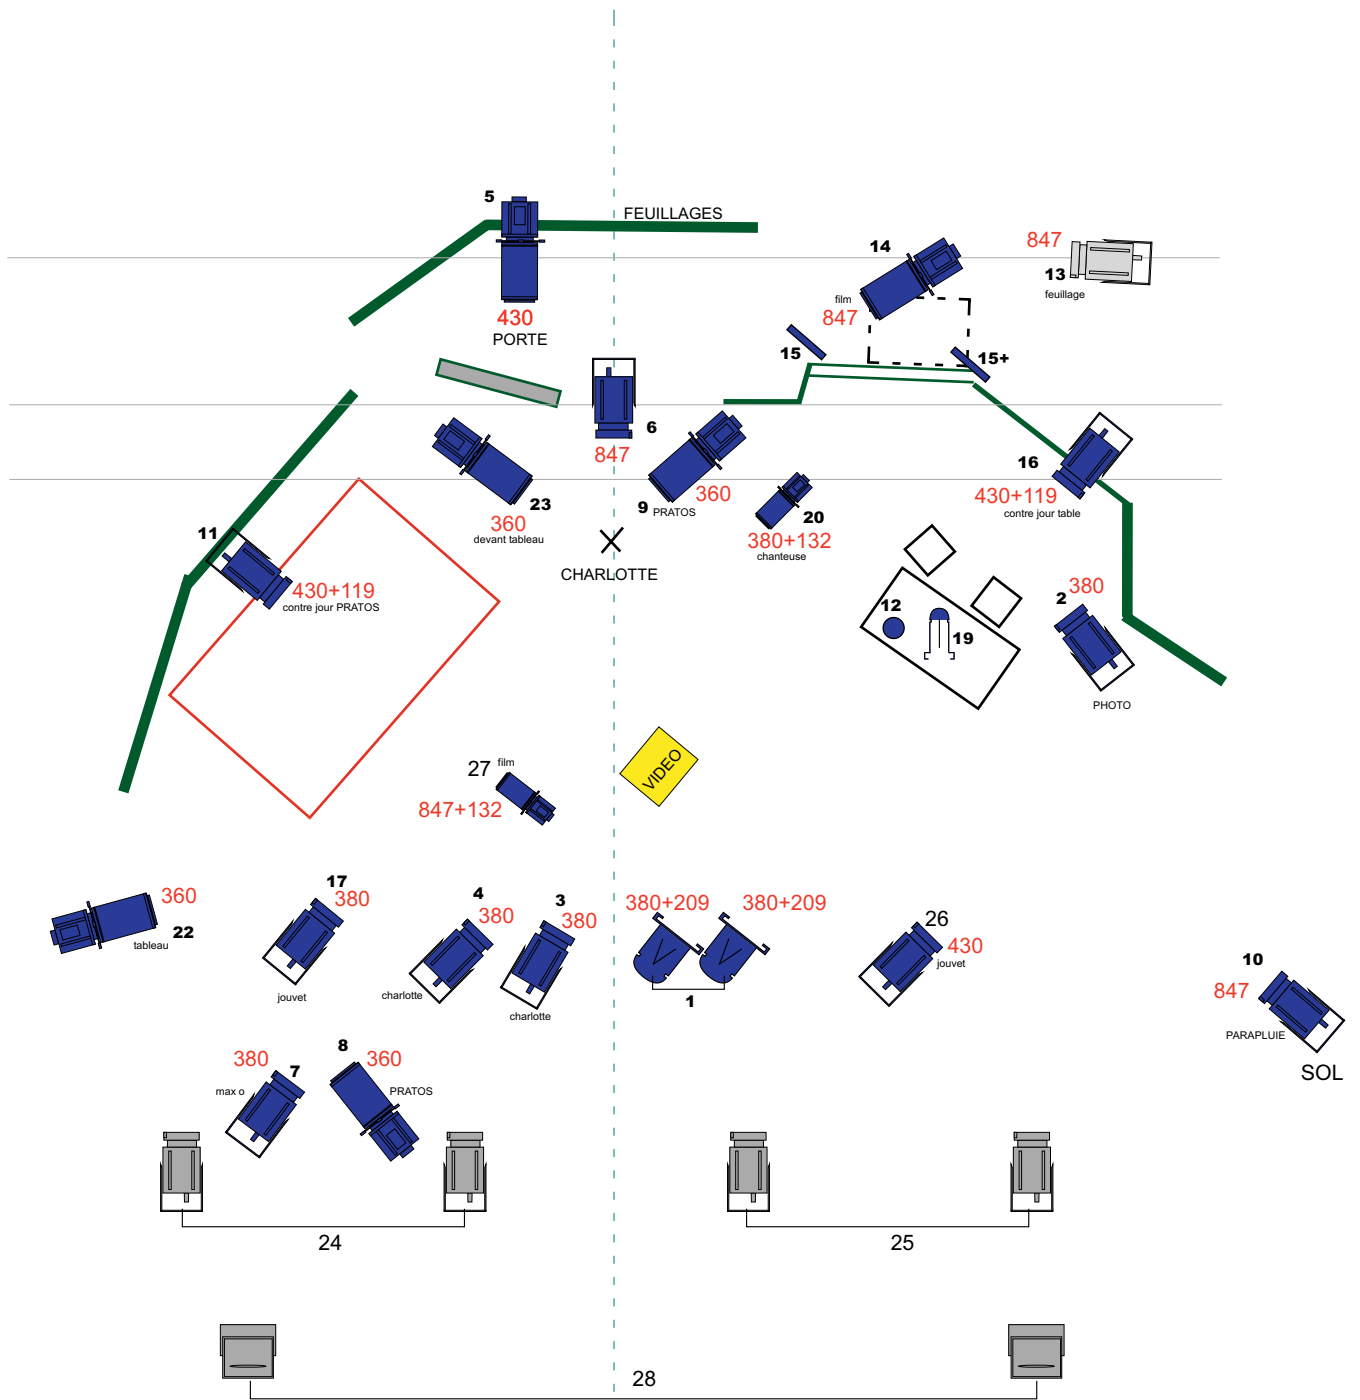 5
FEUILLAGES
430
PORTE
14
film
847
847
13
feuillage
15
15+
6
847
23
360
devant tableau
9
PRATOS
360
20
380+132
chanteuse
16
430+119
contre jour table
CHARLOTTE
11
430+119
contre jour PRATOS
12
19
2
380
PHOTO
27
film
847+132
VIDEO
360
22
tableau
17
380
jouvet
4
380
charlotte
3
380
charlotte
380+209
380+209
1
26
430
jouvet
10
847
PARAPLUIE
SOL
380
7
max o
8
360
PRATOS
24
25
28